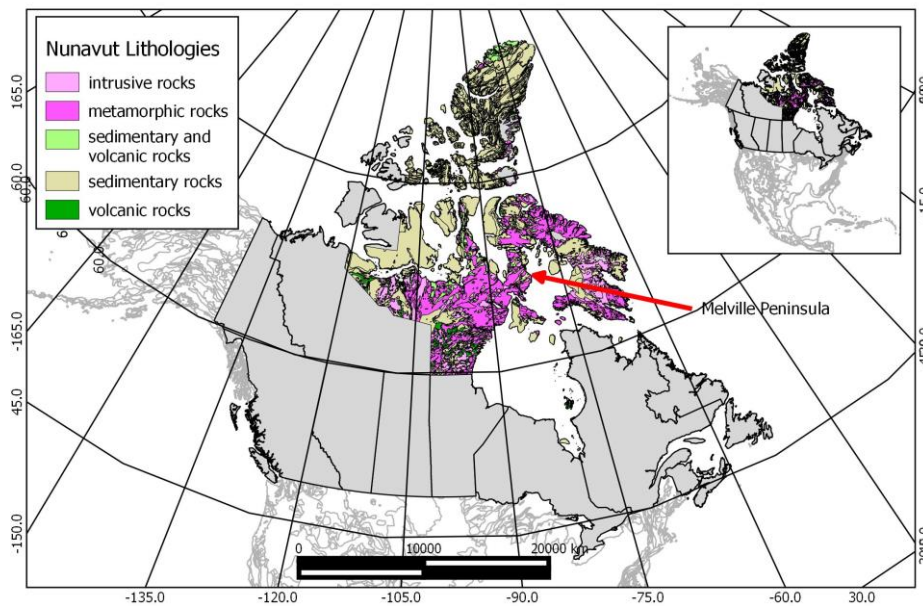 Nunavut Lithologies
intrusive rocks
metamorphic rocks
sedimentary and
volcanic rocks
sedimentary rocks
volcanic rocks
165.0
60.0
-165.0
45.0
-150.0
Melville Peninsula
0 10000 20000 km
-135.0 -120.0 -105.0 -90.0 -75.0 -60.0 30.0